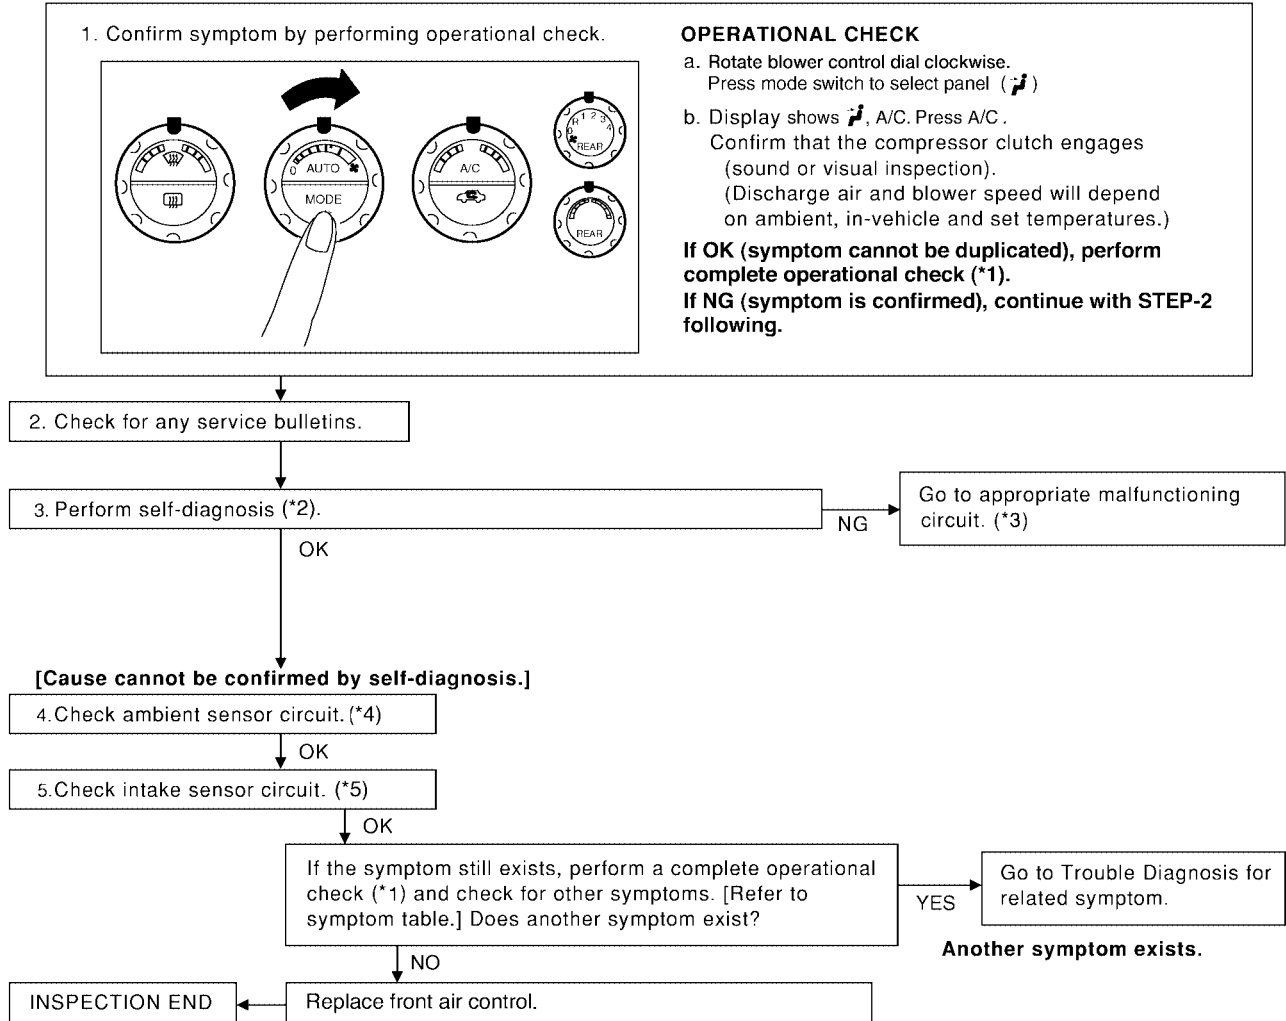 1. Confirm symptom by performing operational check.
AUTO
0
MODE
A/C
0 R 1 2 3 4
REAR
REAR
OPERATIONAL CHECK
a. Rotate blower control dial clockwise.
Press mode switch to select panel ( )
b. Display shows , A/C. Press A/C .
Confirm that the compressor clutch engages
(sound or visual inspection).
(Discharge air and blower speed will depend
on ambient, in-vehicle and set temperatures.)
If OK (symptom cannot be duplicated), perform
complete operational check (*1).
If NG (symptom is confirmed), continue with STEP-2
following.
2. Check for any service bulletins.
3. Perform self-diagnosis (*2).
NG
Go to appropriate malfunctioning
circuit. (*3)
OK
[Cause cannot be confirmed by self-diagnosis.]
4.Check ambient sensor circuit. (*4)
OK
5.Check intake sensor circuit. (*5)
OK
If the symptom still exists, perform a complete operational
check (*1) and check for other symptoms. [Refer to
symptom table.] Does another symptom exist?
YES
Go to Trouble Diagnosis for
related symptom.
Another symptom exists.
NO
INSPECTION END
Replace front air control.